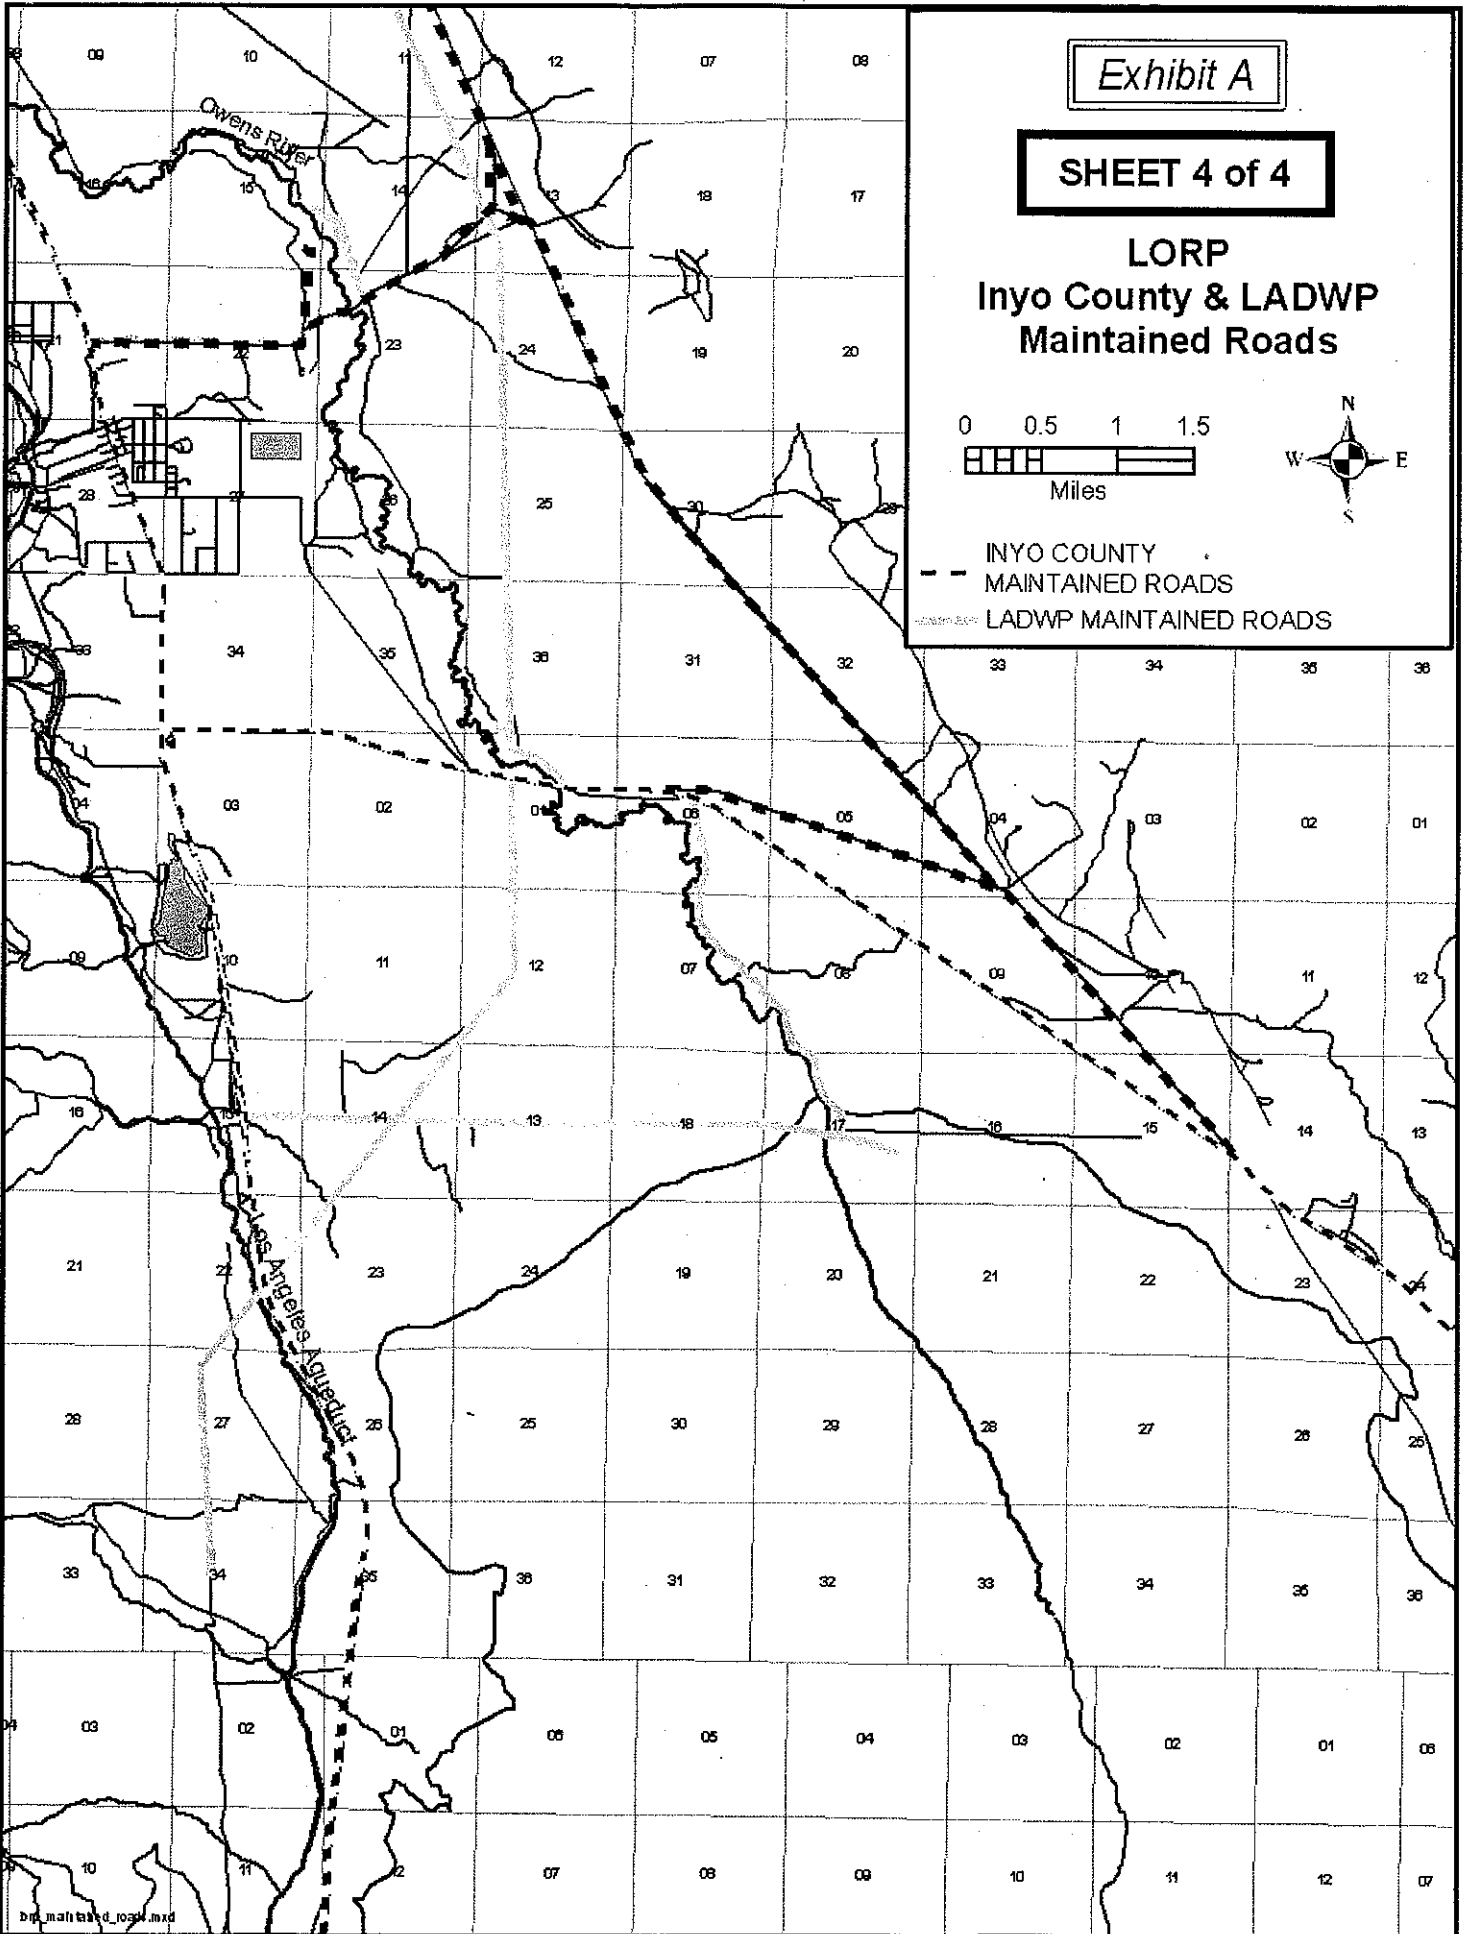 Exhibit A
SHEET 4 of 4
LORP
Inyo County & LADWP
Maintained Roads
0 0.5 1 1.5
Miles
N
W E
S
INYO COUNTY
MAINTAINED ROADS
LADWP MAINTAINED ROADS
09 10 11 12 07 08
Owens River
16 15 14 13 18 17
22 23 24 19 20
28 27 26 25 30 29
33 34 35 36 31 32 33 34 35 36
04 03 02 01 06 05 04 03 02 01
09 10 11 12 07 08 09 10 11 12
16 15 14 13 18 17 16 15 14 13
Los Angeles Aqueduct
21 22 23 24 19 20 21 22 23 24
28 27 26 25 30 29 28 27 26 25
33 34 35 36 31 32 33 34 35 36
04 03 02 01 06 05 04 03 02 01 06
10 11 12 07 08 09 10 11 12 07